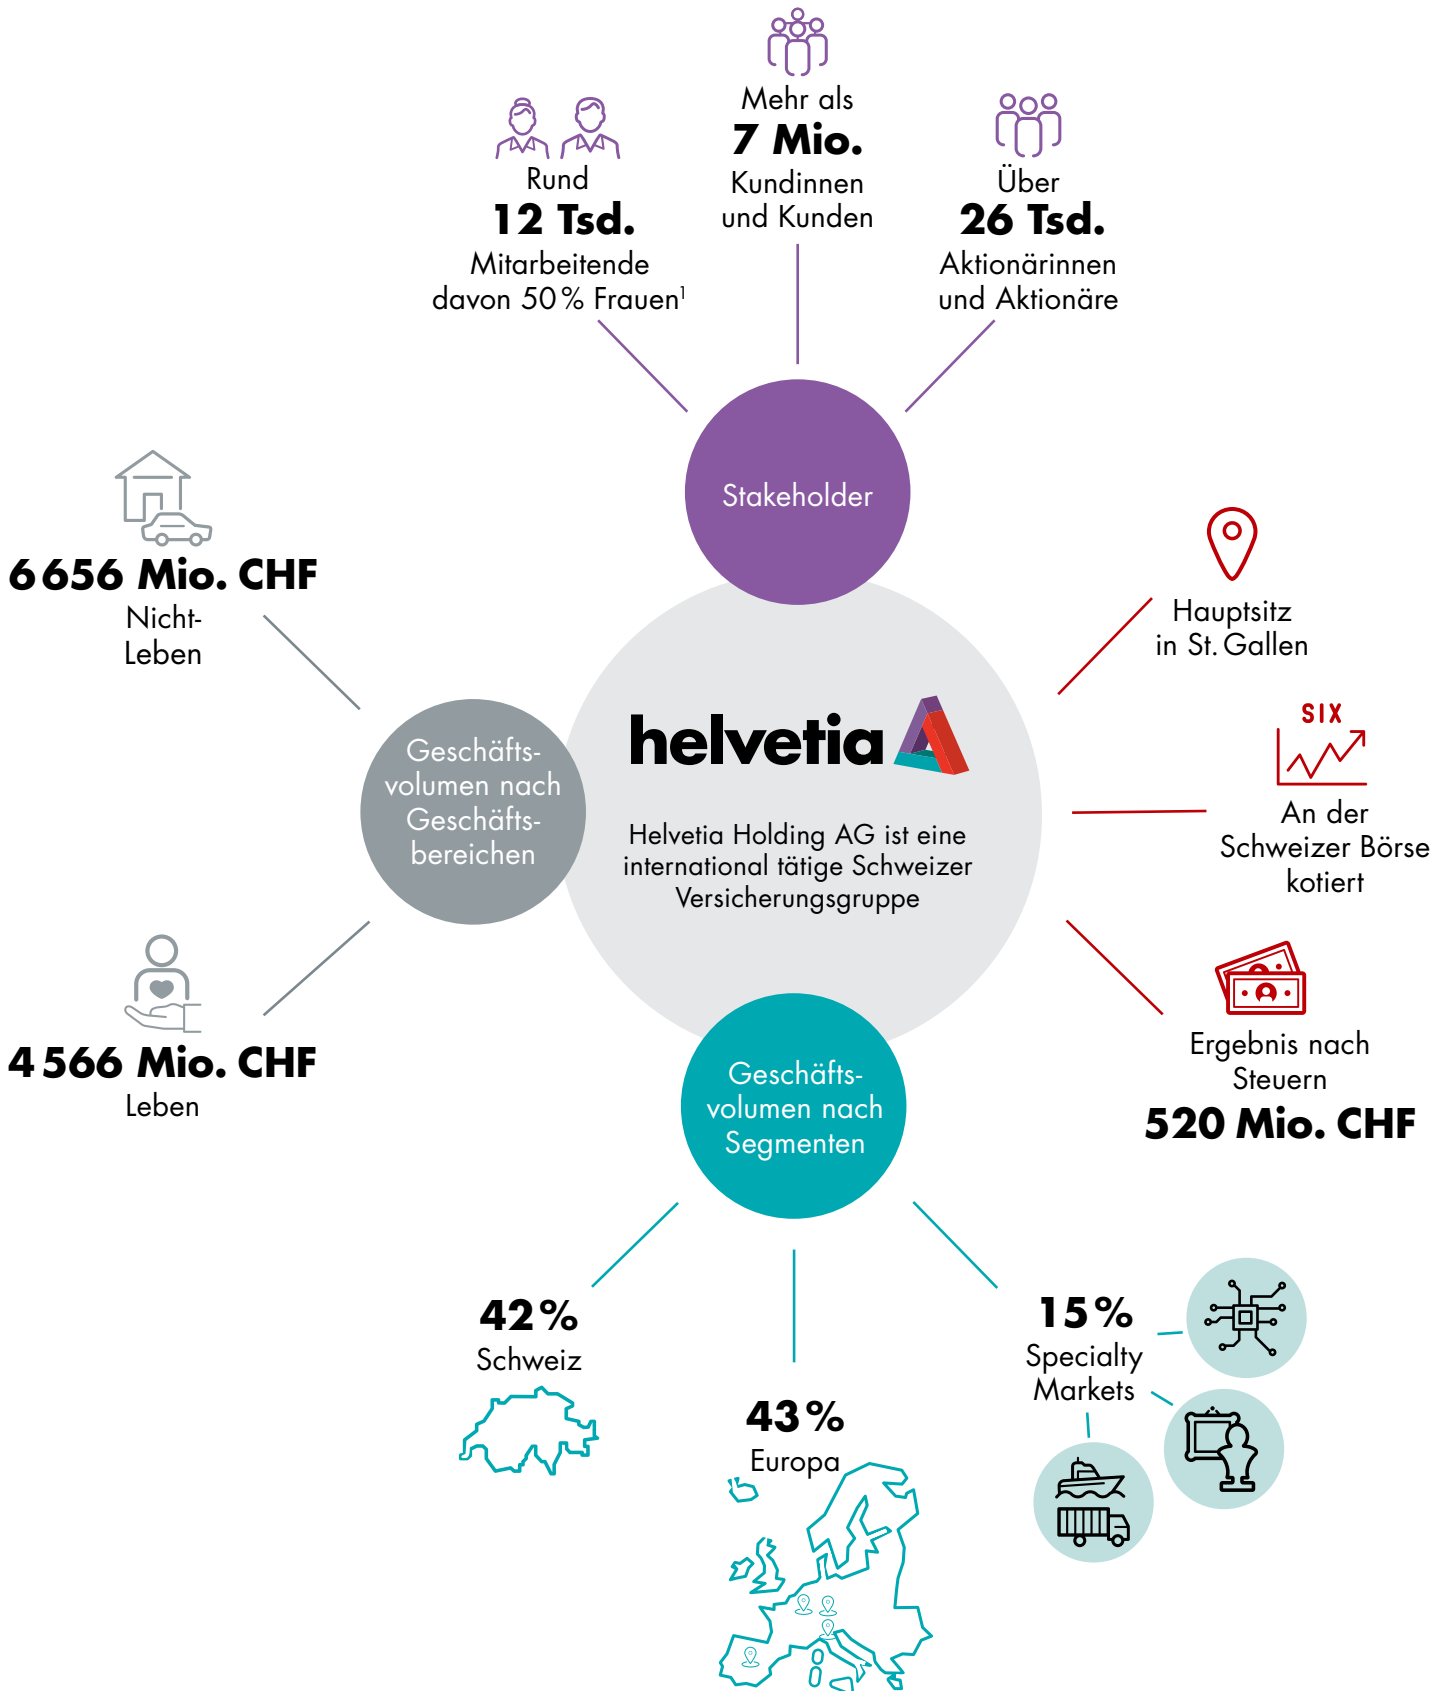 Mehr als
7 Mio.
Kundinnen
und Kunden
Rund
12 Tsd.
Mitarbeitende
davon 50 % Frauen¹
Über
26 Tsd.
Aktionärinnen
und Aktionäre
Stakeholder
6 656 Mio. CHF
Nicht-
Leben
Hauptsitz
in St. Gallen
helvetia
Helvetia Holding AG ist eine
international tätige Schweizer
Versicherungsgruppe
Geschäfts-
volumen nach
Geschäfts-
bereichen
SIX
An der
Schweizer Börse
kotiert
4 566 Mio. CHF
Leben
Ergebnis nach
Steuern
520 Mio. CHF
Geschäfts-
volumen nach
Segmenten
42 %
Schweiz
43 %
Europa
15 %
Specialty
Markets